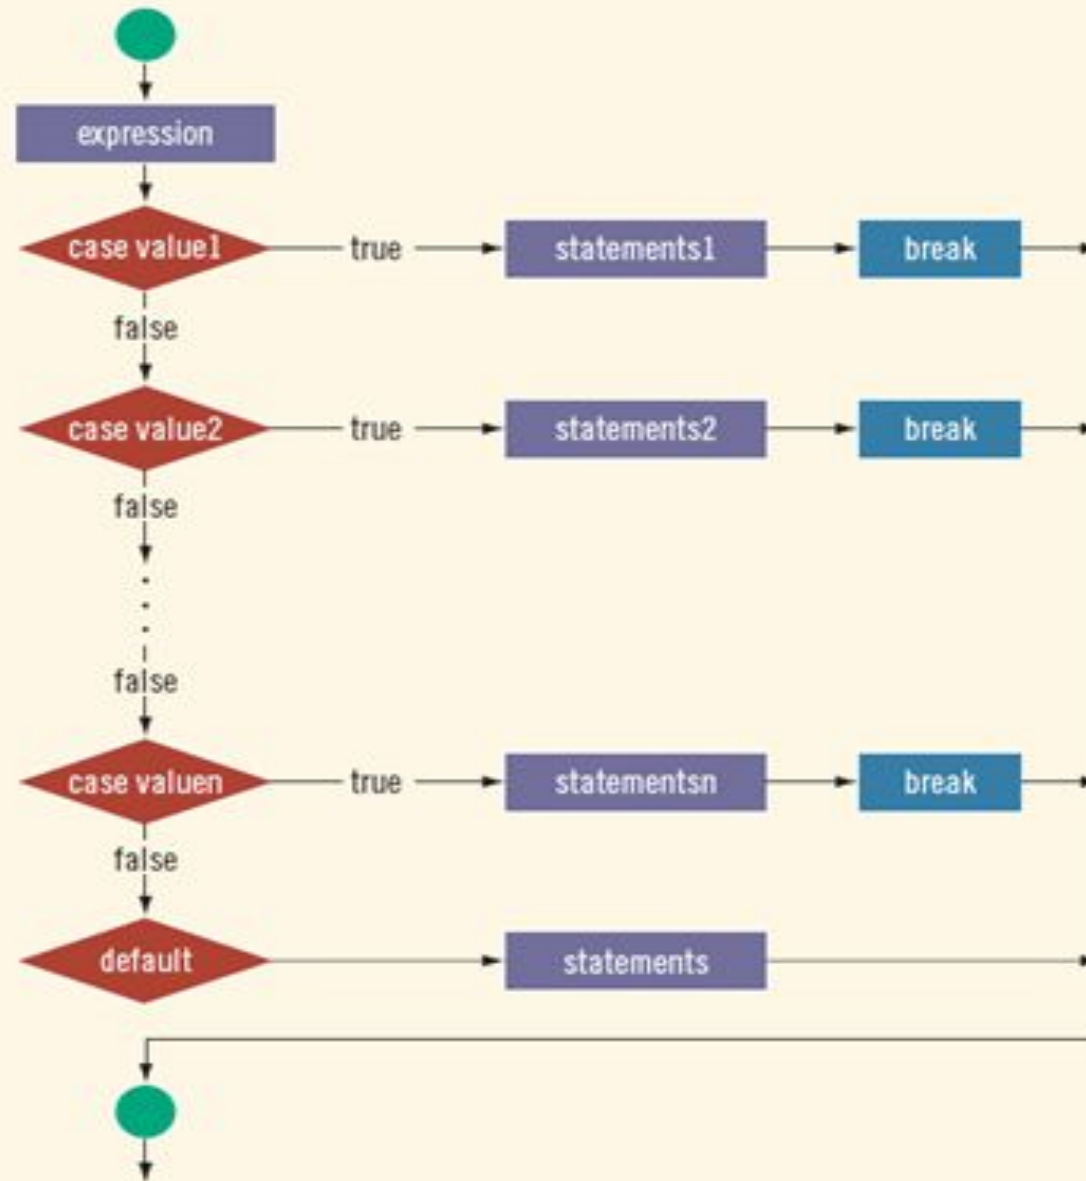 expression
case value1 true statements1 break
false
case value2 true statements2 break
false
false
case valuen true statementsn break
false
default statements